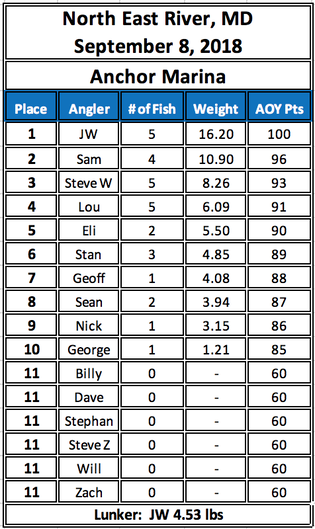 North East River, MD
September 8, 2018
Anchor Marina
Place Angler # of Fish Weight AOY Pts
1 JW 5 16.20 100
2 Sam 4 10.90 96
3 Steve W 5 8.26 93
4 Lou 5 6.09 91
5 Eli 2 5.50 90
6 Stan 3 4.85 89
7 Geoff 1 4.08 88
8 Sean 2 3.94 87
9 Nick 1 3.15 86
10 George 1 1.21 85
11 Billy 0 - 60
11 Dave 0 - 60
11 Stephan 0 - 60
11 Steve Z 0 - 60
11 Will 0 - 60
11 Zach 0 - 60
Lunker: JW 4.53 lbs